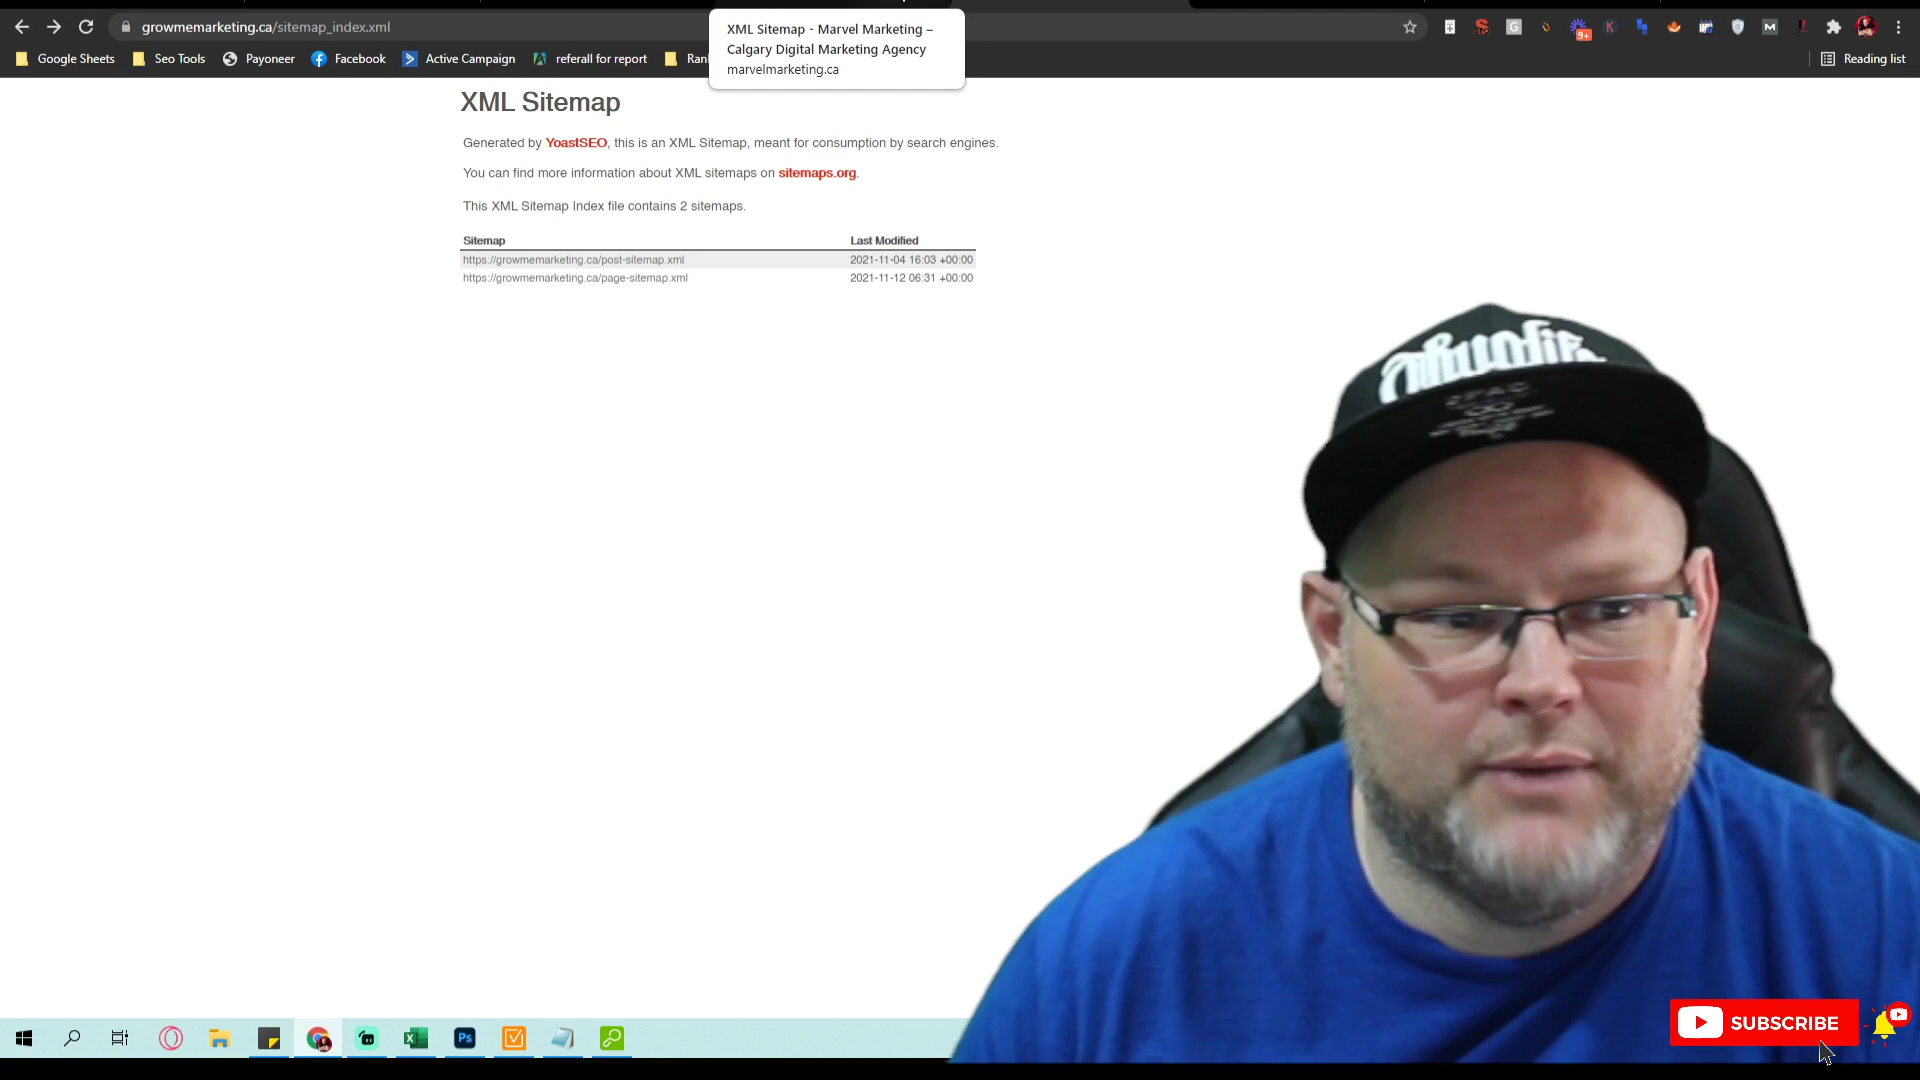 growmemarketing.ca/sitemap_index.xml
XML Sitemap - Marvel Marketing –
Calgary Digital Marketing Agency
marvelmarketing.ca
9+
Google Sheets
Seo Tools
Payoneer
Facebook
Active Campaign
referall for report
Reading list
XML Sitemap
Generated by YoastSEO, this is an XML Sitemap, meant for consumption by search engines.
You can find more information about XML sitemaps on sitemaps.org.
This XML Sitemap Index file contains 2 sitemaps.
Sitemap Last Modified
https://growmemarketing.ca/post-sitemap.xml 2021-11-04 16:03 +00:00
https://growmemarketing.ca/page-sitemap.xml 2021-11-12 06:31 +00:00
Ps
SUBSCRIBE